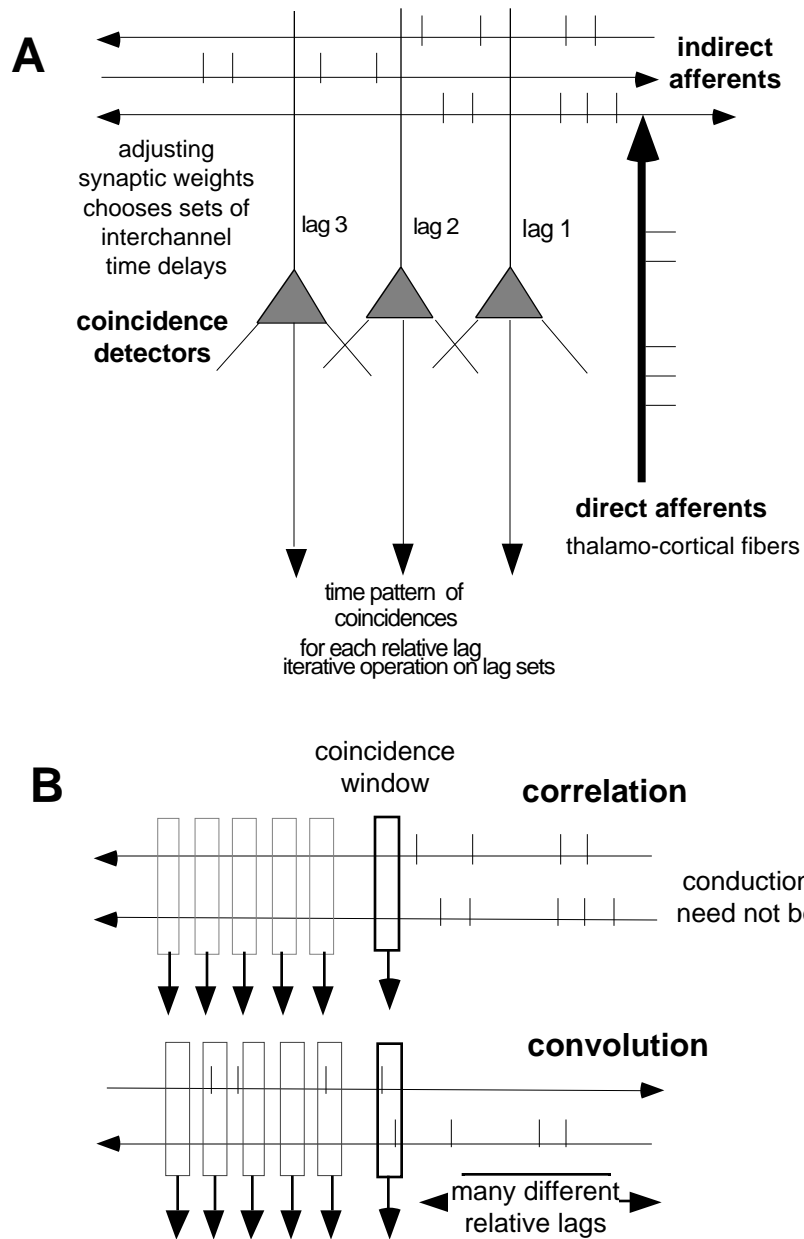 A
indirect
afferents
adjusting
synaptic weights
chooses sets of
interchannel
time delays
lag 3
lag 2
lag 1
coincidence
detectors
direct afferents
thalamo-cortical fibers
time pattern of
coincidences
for each relative lag
iterative operation on lag sets
B
coincidence
window
correlation
conduction
need not
convolution
many different
relative lags